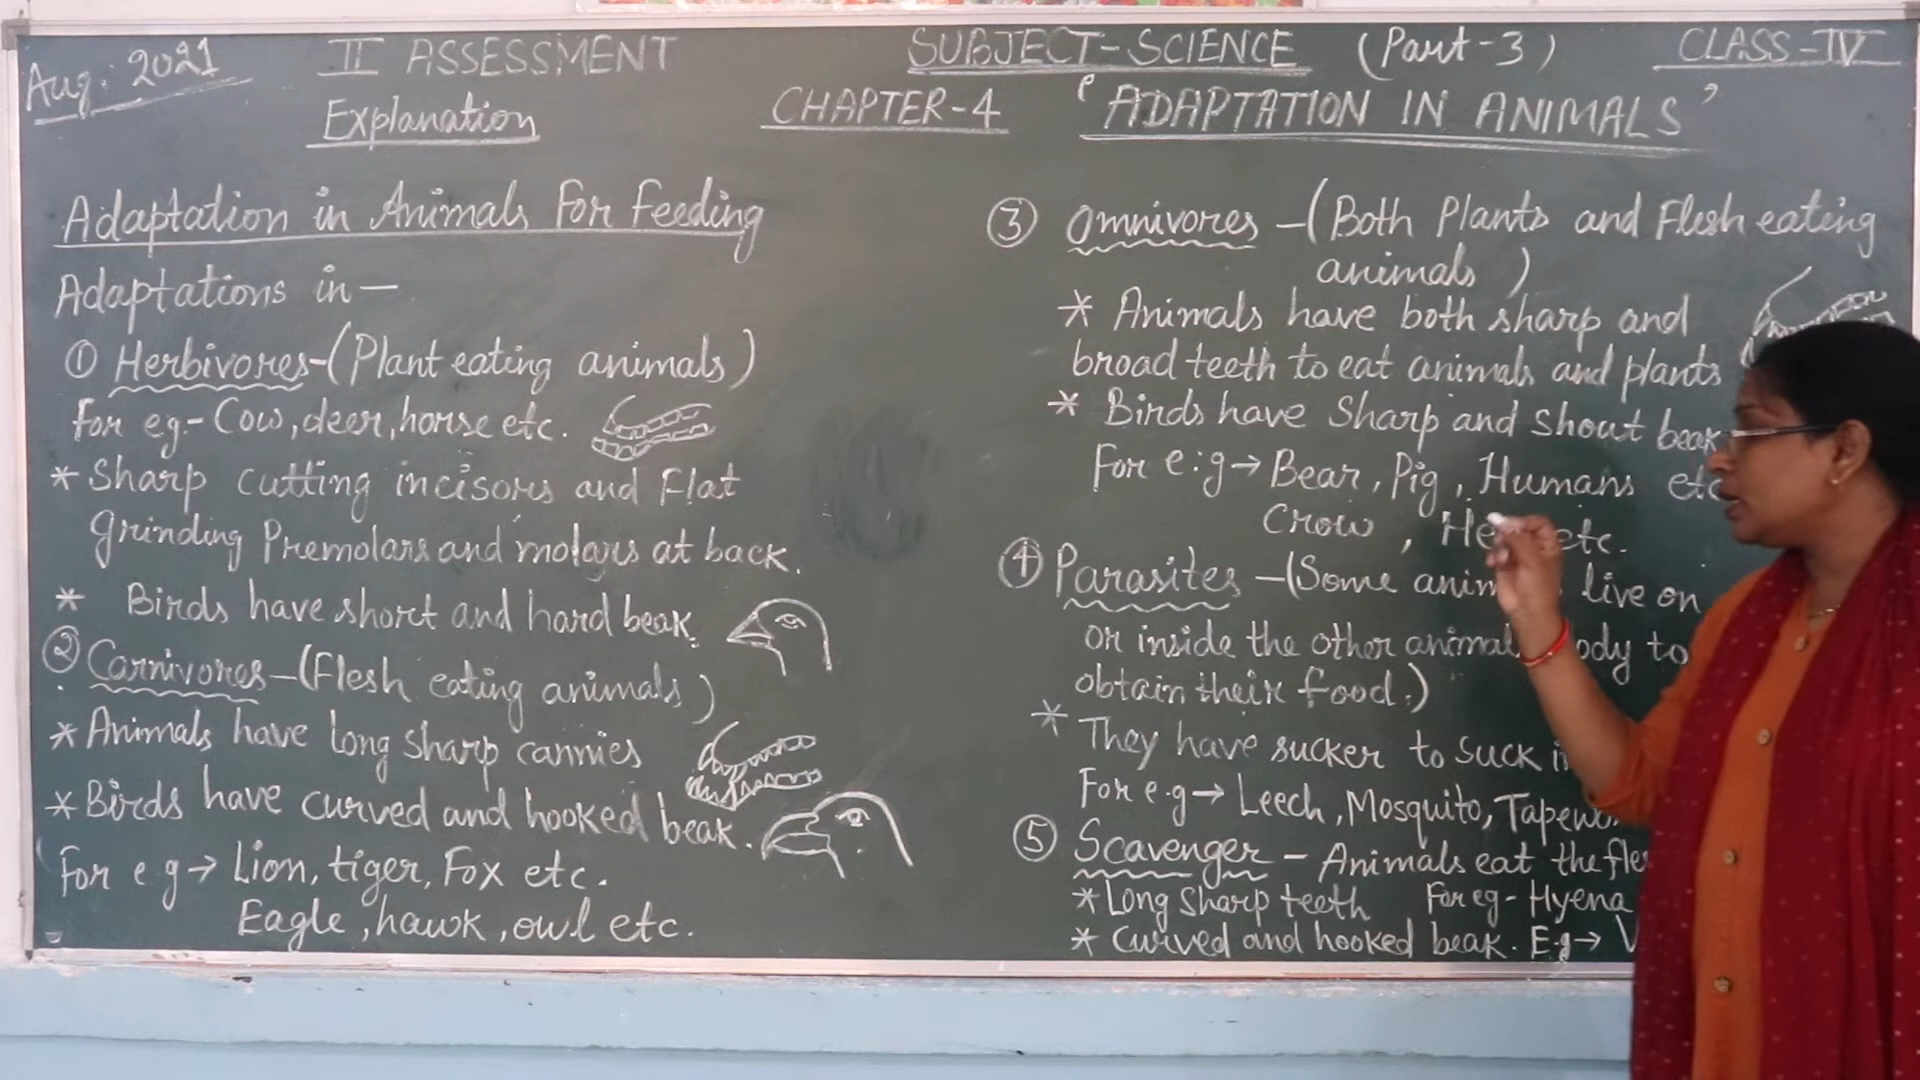 Aug. 2021
II ASSESSMENT
SUBJECT-SCIENCE (Part-3)
CLASS-IV
Explanation
CHAPTER-4 'ADAPTATION IN ANIMALS'
Adaptation in Animals For Feeding
Adaptations in —
① Herbivores-(Plant eating animals)
For eg.- Cow, deer, horse etc.
* Sharp cutting incisors and Flat
grinding Premolars and molars at back.
* Birds have short and hard beak.
② Carnivores-(Flesh eating animals)
* Animals have long sharp cannies
* Birds have curved and hooked beak.
For e.g → Lion, tiger, Fox etc.
Eagle, hawk, owl etc.
③ Omnivores -(Both Plants and Flesh eating
animals)
* Animals have both sharp and
broad teeth to eat animals and plants
* Birds have Sharp and Shout beak
For e:g → Bear, Pig, Humans etc
Crow, etc.
④ Parasites -(Some live on
or inside the other animal to
obtain their food.)
* They have sucker to suck
For e.g → Leech, Mosquito,
⑤ Scavenger - Animals eat the
* Long Sharp teeth For eg - Hyena
* Curved and hooked beak. E.g →